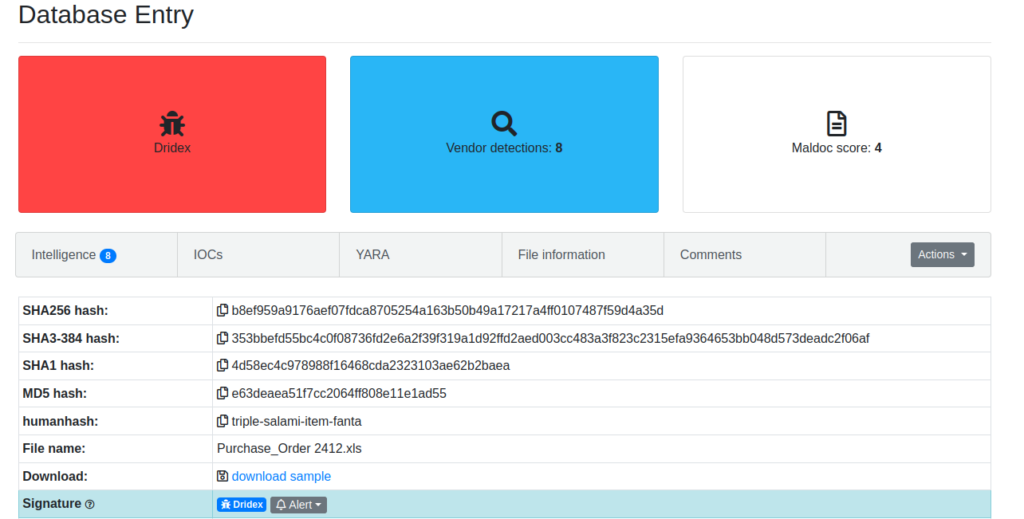 Database Entry
Dridex
Vendor detections: 8
Maldoc score: 4
Intelligence 8
IOCs
YARA
File information
Comments
Actions
SHA256 hash: b8ef959a9176aef07fdca8705254a163b50b49a17217a4ff0107487f59d4a35d
SHA3-384 hash: 353bbefd55bc4c0f08736fd2e6a2f39f319a1d92ffd2aed003cc483a3f823c2315efa9364653bb048d573deadc2f06af
SHA1 hash: 4d58ec4c978988f16468cda2323103ae62b2baea
MD5 hash: e63deaea51f7cc2064ff808e11e1ad55
humanhash: triple-salami-item-fanta
File name: Purchase_Order 2412.xls
Download: download sample
Signature Dridex Alert